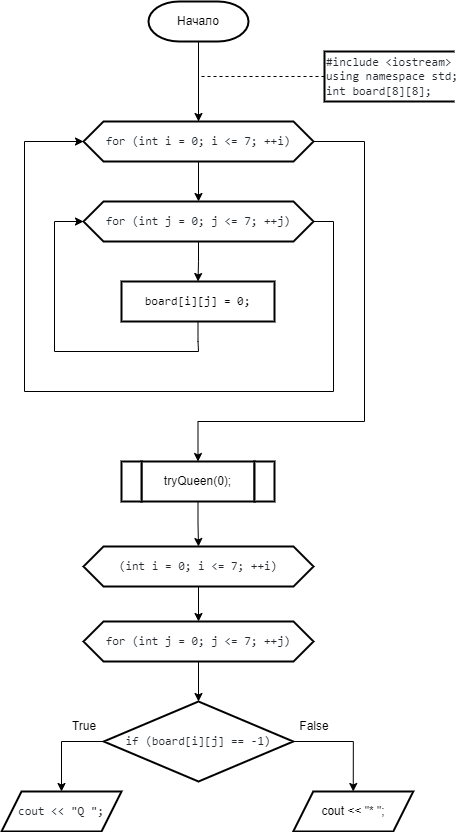 Начало
#include <iostream>
using namespace std;
int board[8][8];
for (int i = 0; i <= 7; ++i)
for (int j = 0; j <= 7; ++j)
board[i][j] = 0;
tryQueen(0);
(int i = 0; i <= 7; ++i)
for (int j = 0; j <= 7; ++j)
if (board[i][j] == -1)
True
False
cout << "Q ";
cout << "* ";